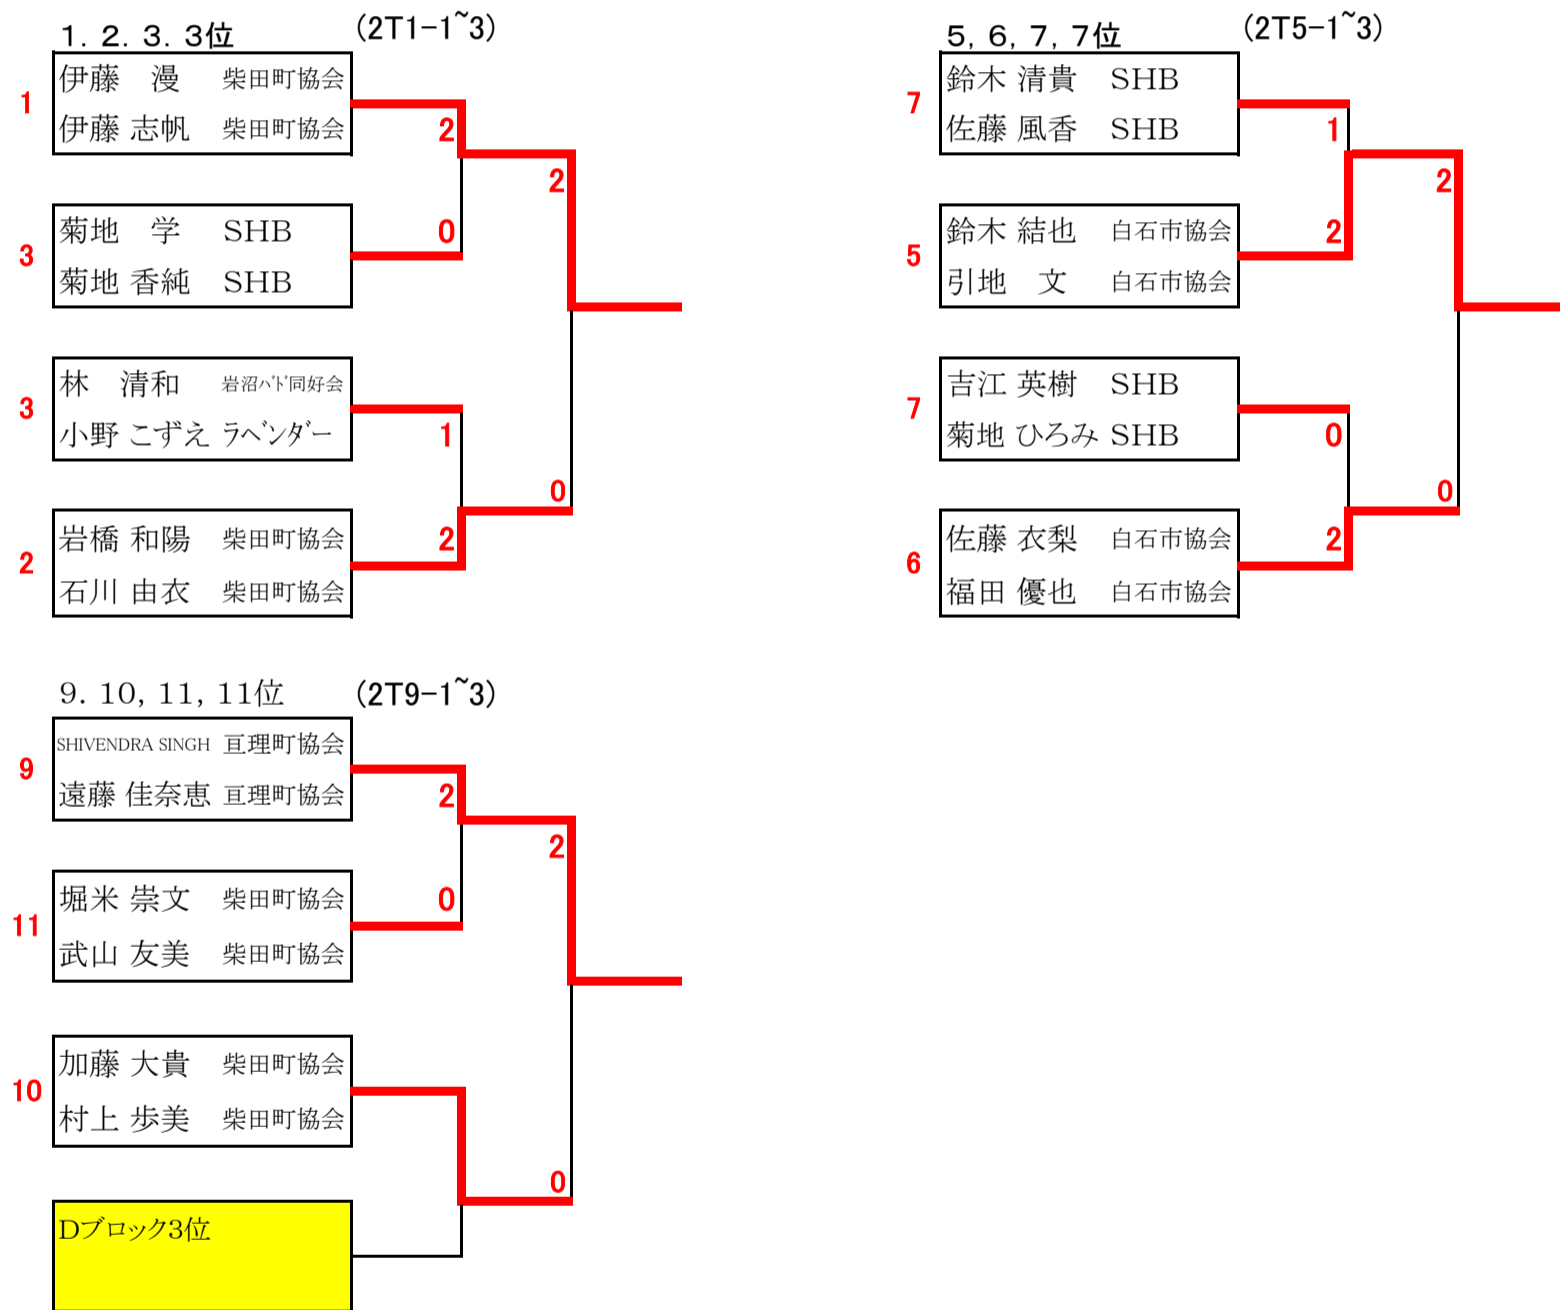 1. 2. 3. 3位 (2T1-1~3)
1
伊藤 漫 柴田町協会
伊藤 志帆 柴田町協会
2
2
3
菊地 学 SHB
菊地 香純 SHB
0
3
林 清和 岩沼バド同好会
小野 こずえ ラベンダー
1
0
2
岩橋 和陽 柴田町協会
石川 由衣 柴田町協会
2
5, 6, 7, 7位 (2T5-1~3)
7
鈴木 清貴 SHB
佐藤 風香 SHB
1
2
5
鈴木 結也 白石市協会
引地 文 白石市協会
2
7
吉江 英樹 SHB
菊地 ひろみ SHB
0
0
6
佐藤 衣梨 白石市協会
福田 優也 白石市協会
2
9. 10, 11, 11位 (2T9-1~3)
9
SHIVENDRA SINGH 亘理町協会
遠藤 佳奈恵 亘理町協会
2
2
11
堀米 崇文 柴田町協会
武山 友美 柴田町協会
0
10
加藤 大貴 柴田町協会
村上 歩美 柴田町協会
0
Dブロック3位